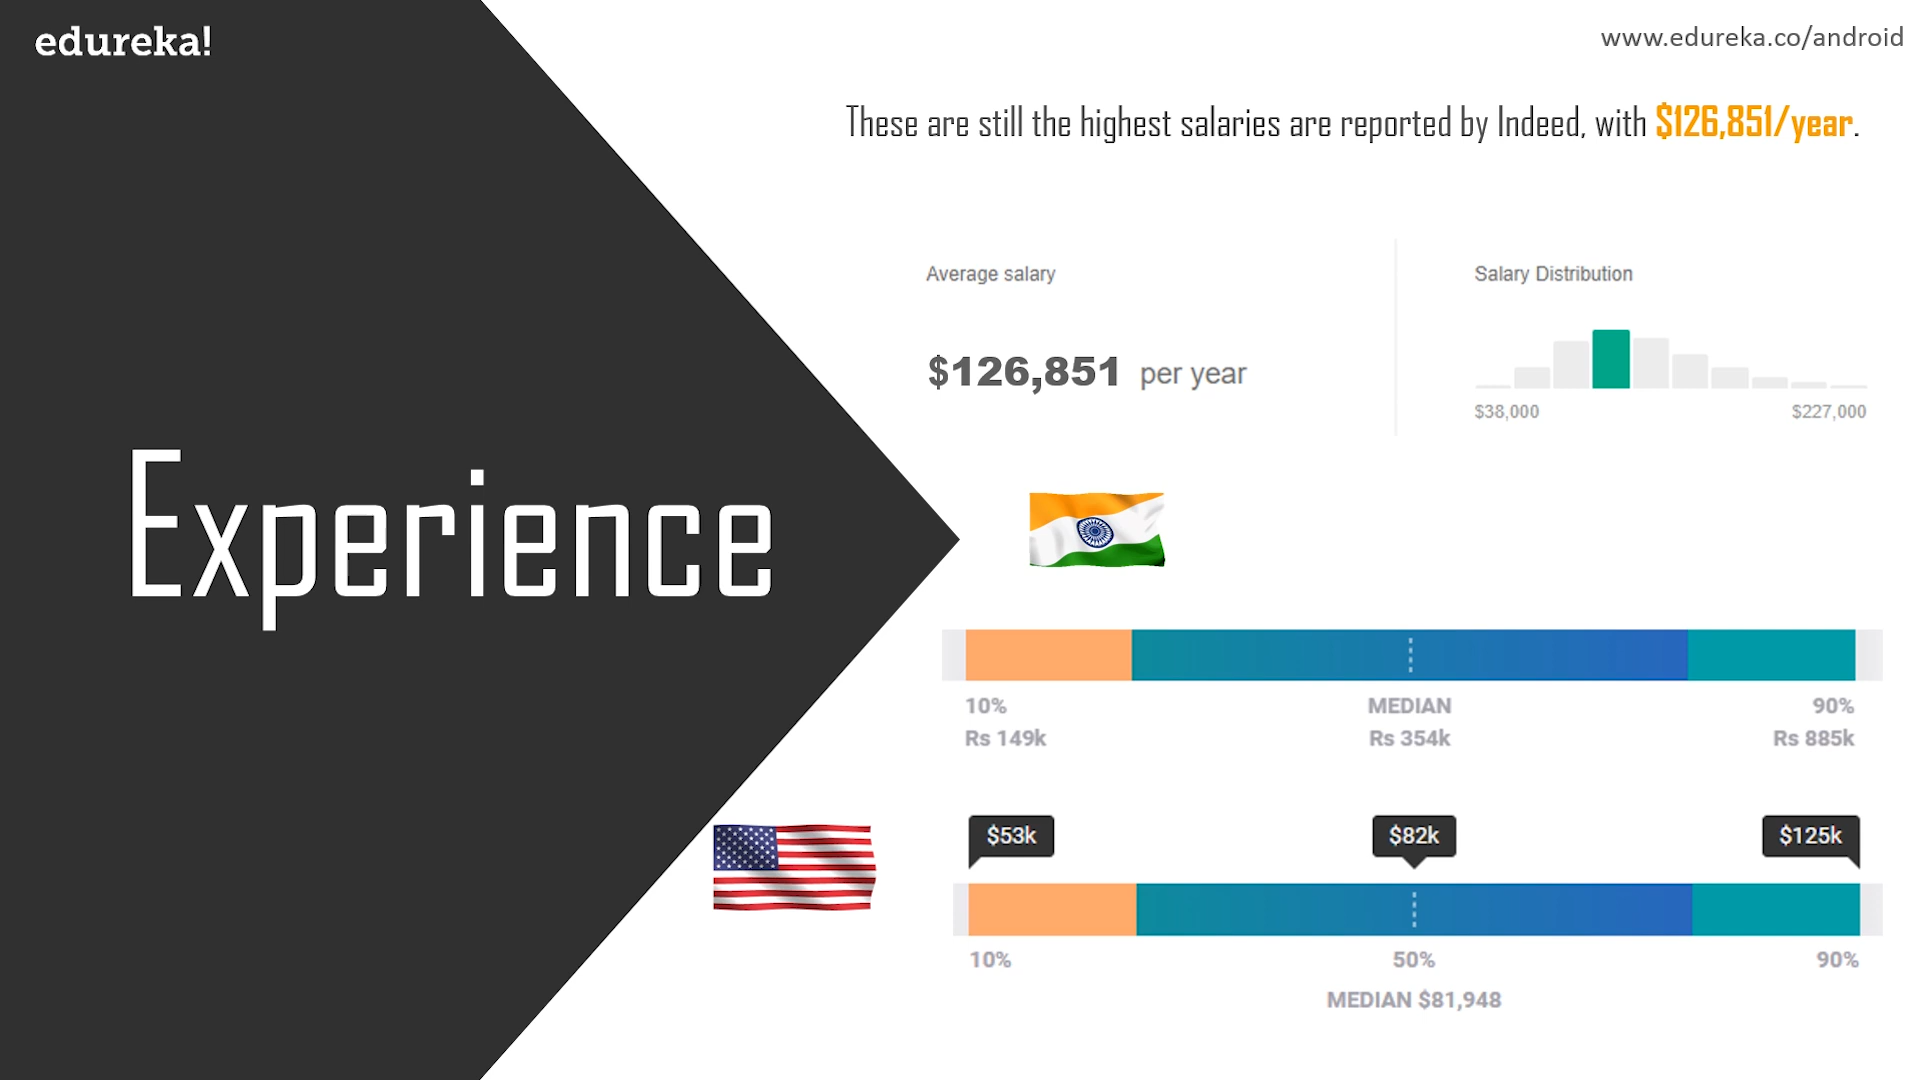 edureka!
www.edureka.co/android
These are still the highest salaries are reported by Indeed, with $126,851/year.
Average salary
Salary Distribution
$126,851 per year
$38,000
$227,000
Experience
10%
MEDIAN
90%
Rs 149k
Rs 354k
Rs 885k
$53k
$82k
$125k
10%
50%
90%
MEDIAN $81,948